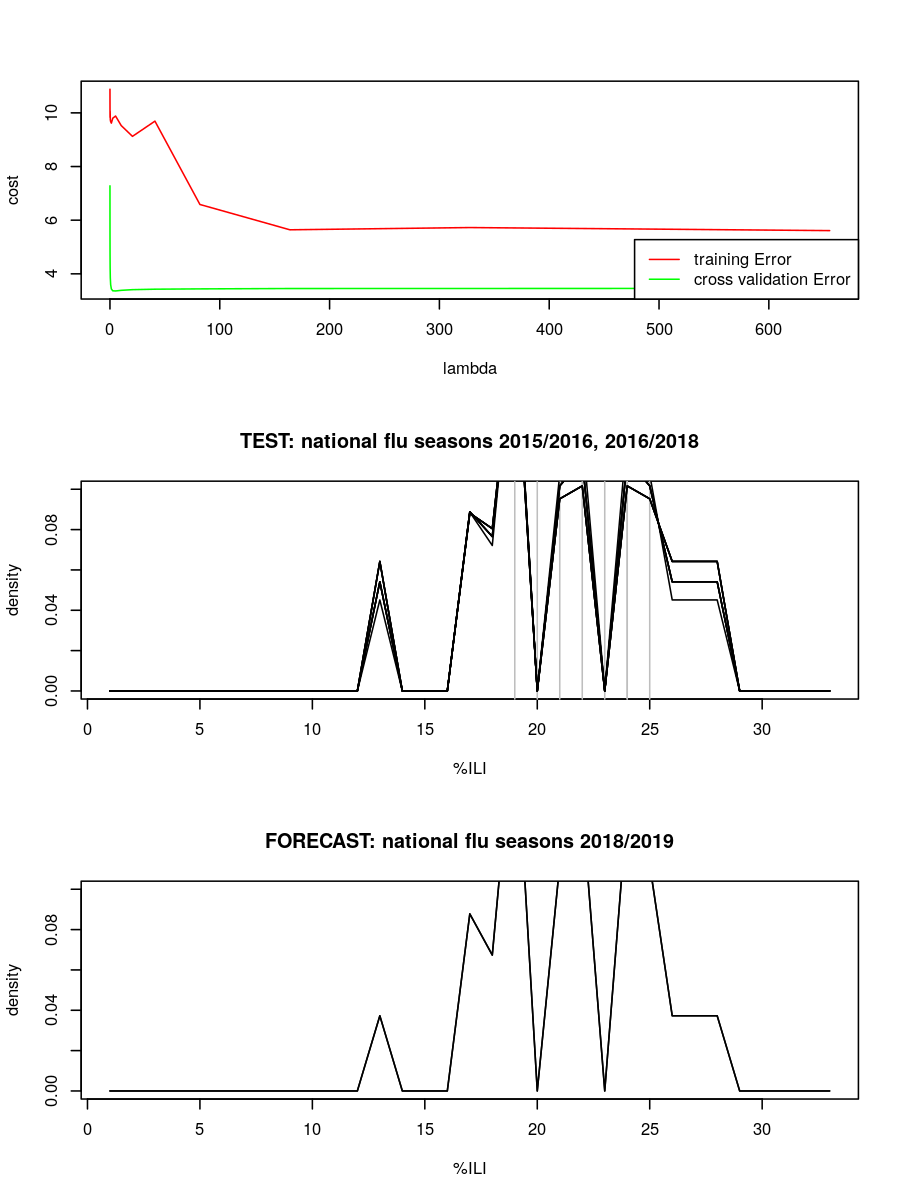 cost
10
8
6
4
training Error
cross validation Error
0 100 200 300 400 500 600
lambda
TEST: national flu seasons 2015/2016, 2016/2018
density
0.08
0.04
0.00
0 5 10 15 20 25 30
%ILI
FORECAST: national flu seasons 2018/2019
density
0.08
0.04
0.00
0 5 10 15 20 25 30
%ILI